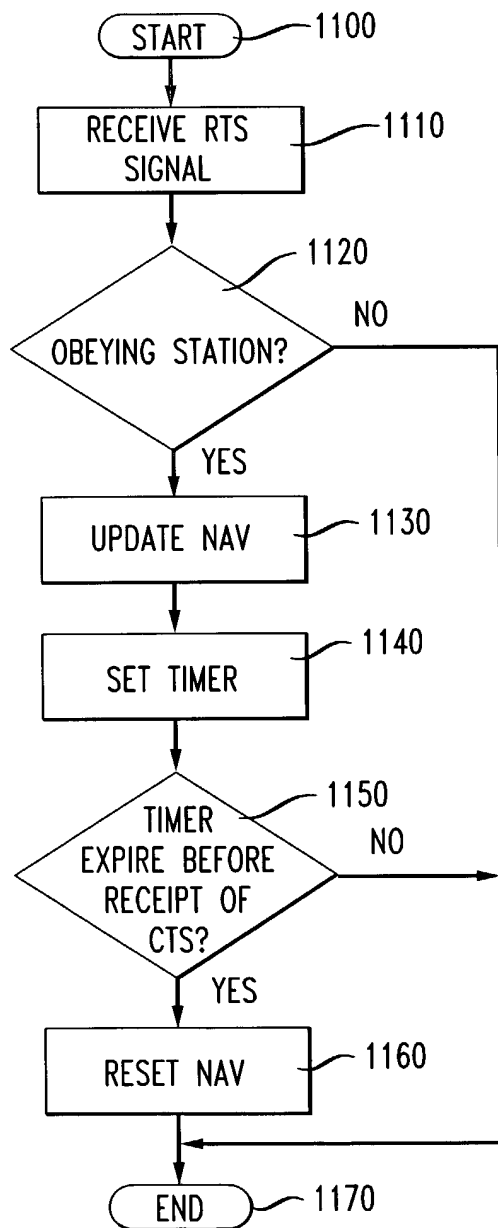 START
1100
RECEIVE RTS
SIGNAL
1110
1120
OBEYING STATION?
NO
YES
UPDATE NAV
1130
SET TIMER
1140
TIMER
EXPIRE BEFORE
RECEIPT OF
CTS?
1150
NO
YES
RESET NAV
1160
END
1170